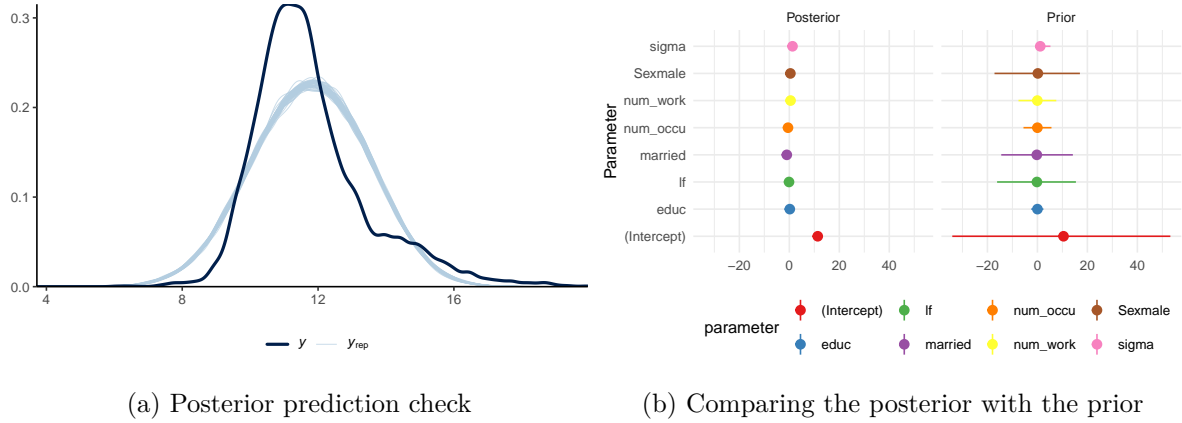 0.3
0.2
0.1
0.0
4 8 12 16
y yrep
(a) Posterior prediction check
Posterior Prior
Parameter
sigma
Sexmale
num_work
num_occu
married
lf
educ
(Intercept)
−20 0 20 40 −20 0 20 40
parameter
(Intercept) lf num_occu Sexmale
educ married num_work sigma
(b) Comparing the posterior with the prior